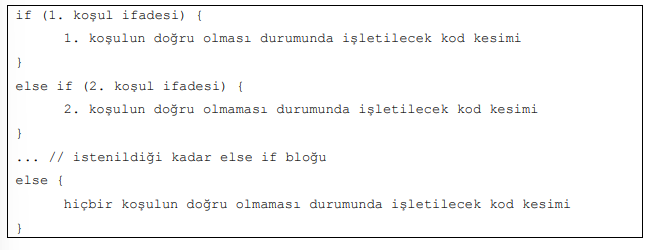 if (1. koşul ifadesi) {
1. koşulun doğru olması durumunda işletilecek kod kesimi
}
else if (2. koşul ifadesi) {
2. koşulun doğru olmaması durumunda işletilecek kod kesimi
}
... // istenildiği kadar else if bloğu
else {
hiçbir koşulun doğru olmaması durumunda işletilecek kod kesimi
}